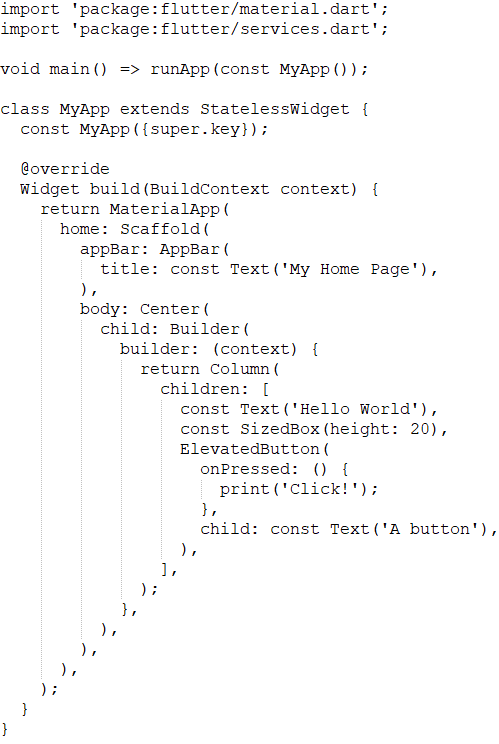 import 'package:flutter/material.dart';
import 'package:flutter/services.dart';

void main() => runApp(const MyApp());

class MyApp extends StatelessWidget {
  const MyApp({super.key});

  @override
  Widget build(BuildContext context) {
    return MaterialApp(
      home: Scaffold(
        appBar: AppBar(
          title: const Text('My Home Page'),
        ),
        body: Center(
          child: Builder(
            builder: (context) {
              return Column(
                children: [
                  const Text('Hello World'),
                  const SizedBox(height: 20),
                  ElevatedButton(
                    onPressed: () {
                      print('Click!');
                    },
                    child: const Text('A button'),
                  ),
                ],
              );
            },
          ),
        ),
      ),
    );
  }
}